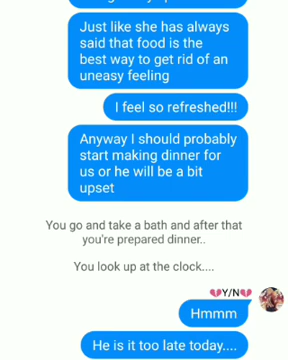 Just like she has always
said that food is the
best way to get rid of an
uneasy feeling
I feel so refreshed!!!
Anyway I should probably
start making dinner for
us or he will be a bit
upset
You go and take a bath and after that
you're prepared dinner..
You look up at the clock....
💔Y/N💔
Hmmm
He is it too late today....